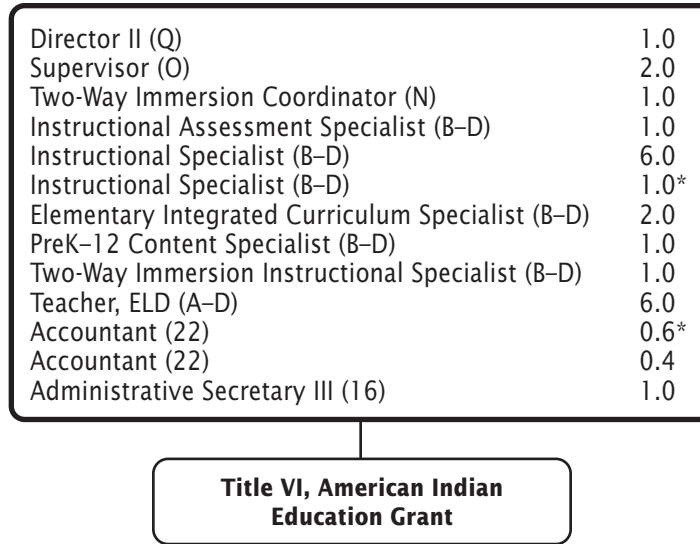 Director II (Q) 1.0
Supervisor (O) 2.0
Two-Way Immersion Coordinator (N) 1.0
Instructional Assessment Specialist (B–D) 1.0
Instructional Specialist (B–D) 6.0
Instructional Specialist (B–D) 1.0*
Elementary Integrated Curriculum Specialist (B–D) 2.0
PreK–12 Content Specialist (B–D) 1.0
Two-Way Immersion Instructional Specialist (B–D) 1.0
Teacher, ELD (A–D) 6.0
Accountant (22) 0.6*
Accountant (22) 0.4
Administrative Secretary III (16) 1.0
Title VI, American Indian
Education Grant